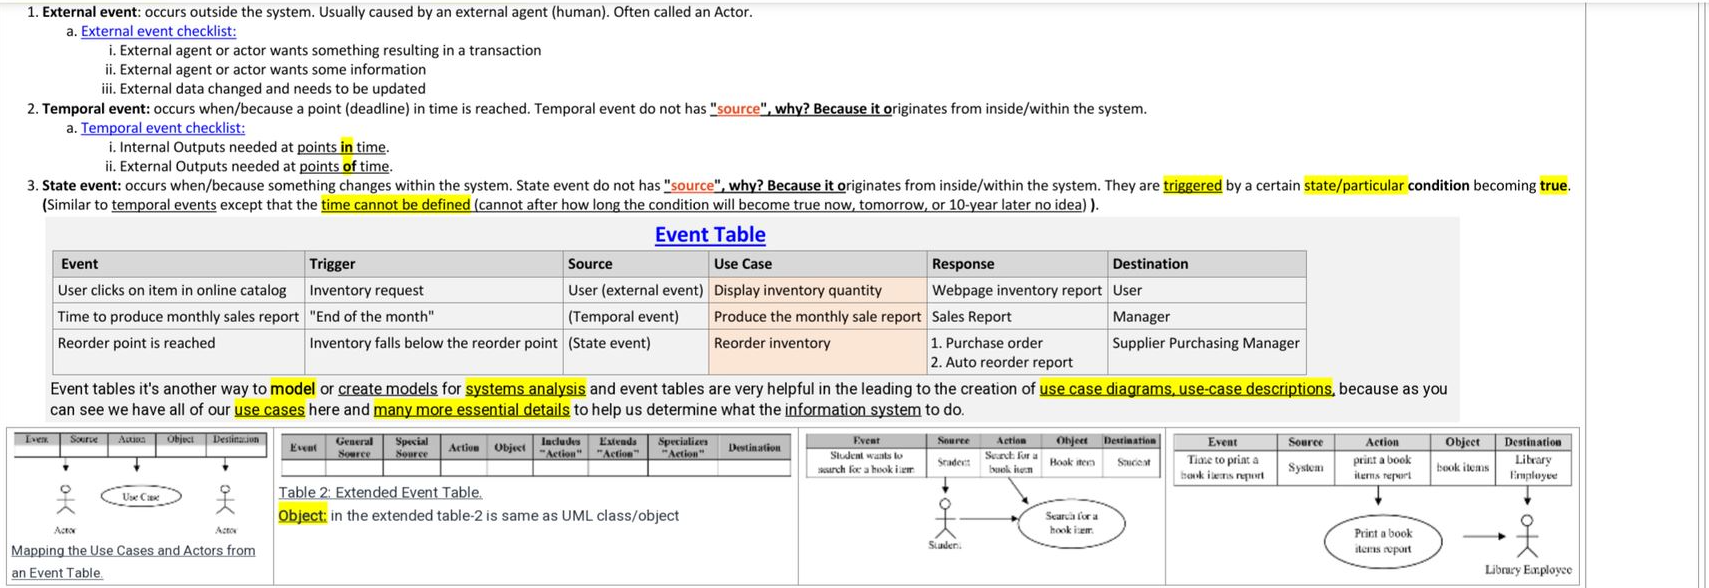 1. External event: occurs outside the system. Usually caused by an external agent (human). Often called an Actor.
a. External event checklist:
i. External agent or actor wants something resulting in a transaction
ii. External agent or actor wants some information
iii. External data changed and needs to be updated
2. Temporal event: occurs when/because a point (deadline) in time is reached. Temporal event do not has "source", why? Because it originates from inside/within the system.
a. Temporal event checklist:
i. Internal Outputs needed at points in time.
ii. External Outputs needed at points of time.
3. State event: occurs when/because something changes within the system. State event do not has "source", why? Because it originates from inside/within the system. They are triggered by a certain state/particular condition becoming true.
(Similar to temporal events except that the time cannot be defined (cannot after how long the condition will become true now, tomorrow, or 10-year later no idea) ).
Event Table
Event Trigger Source Use Case Response Destination
User clicks on item in online catalog Inventory request User (external event) Display inventory quantity Webpage inventory report User
Time to produce monthly sales report "End of the month" (Temporal event) Produce the monthly sale report Sales Report Manager
Reorder point is reached Inventory falls below the reorder point (State event) Reorder inventory 1. Purchase order Supplier Purchasing Manager
2. Auto reorder report
Event tables it's another way to model or create models for systems analysis and event tables are very helpful in the leading to the creation of use case diagrams, use-case descriptions, because as you
can see we have all of our use cases here and many more essential details to help us determine what the information system to do.
Event Source Action Object Destination
Use Case
Actor Actor
Mapping the Use Cases and Actors from
an Event Table.
Event General Source Special Source Action Object Includes "Action" Extends "Action" Specializes "Action" Destination
Table 2: Extended Event Table.
Object: in the extended table-2 is same as UML class/object
Event Source Action Object Destination
Student wants to search for a book item Student Search for a book item Book item Student
Search for a
book item
Student
Event Source Action Object Destination
Time to print a book items report System print a book items report book items Library Employee
Print a book
items report
Library Employee